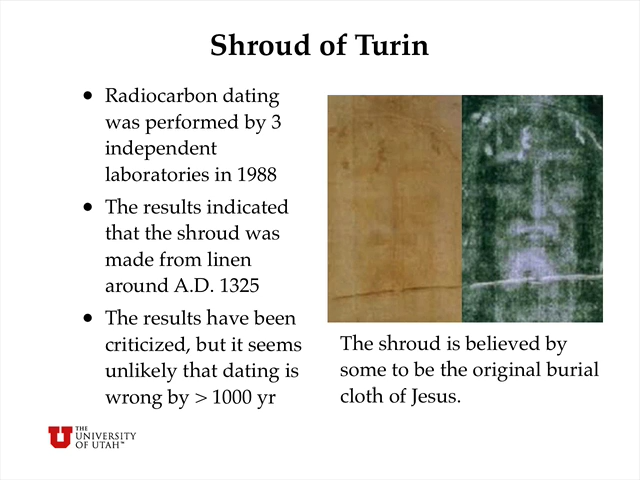 Shroud of Turin
• Radiocarbon dating
was performed by 3
independent
laboratories in 1988
• The results indicated
that the shroud was
made from linen
around A.D. 1325
• The results have been
criticized, but it seems
unlikely that dating is
wrong by > 1000 yr
The shroud is believed by
some to be the original burial
cloth of Jesus.
THE
UNIVERSITY
OF UTAH™